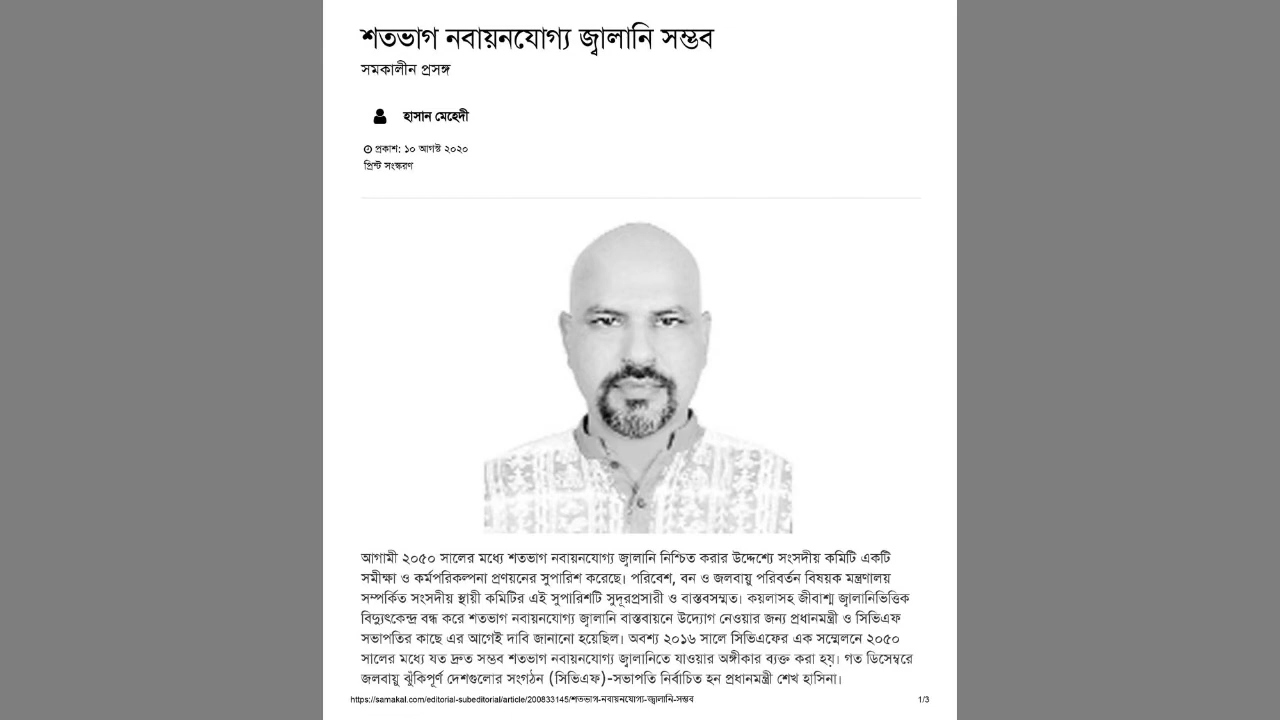 শতভাগ নবায়নযোগ্য জ্বালানি সম্ভব
সমকালীন প্রসঙ্গ
হাসান মেহেদী
প্রকাশ: ১০ আগস্ট ২০২০
প্রিন্ট সংস্করণ
আগামী ২০৫০ সালের মধ্যে শতভাগ নবায়নযোগ্য জ্বালানি নিশ্চিত করার উদ্দেশ্যে সংসদীয় কমিটি একটি
সমীক্ষা ও কর্মপরিকল্পনা প্রণয়নের সুপারিশ করেছে। পরিবেশ, বন ও জলবায়ু পরিবর্তন বিষয়ক মন্ত্রণালয়
সম্পর্কিত সংসদীয় স্থায়ী কমিটির এই সুপারিশটি সুদূরপ্রসারী ও বাস্তবসম্মত। কয়লাসহ জীবাশ্ম জ্বালানিভিত্তিক
বিদ্যুৎকেন্দ্র বন্ধ করে শতভাগ নবায়নযোগ্য জ্বালানি বাস্তবায়নে উদ্যোগ নেওয়ার জন্য প্রধানমন্ত্রী ও সিভিএফ
সভাপতির কাছে এর আগেই দাবি জানানো হয়েছিল। অবশ্য ২০১৬ সালে সিভিএফের এক সম্মেলনে ২০৫০
সালের মধ্যে যত দ্রুত সম্ভব শতভাগ নবায়নযোগ্য জ্বালানিতে যাওয়ার অঙ্গীকার ব্যক্ত করা হয়। গত ডিসেম্বরে
জলবায়ু ঝুঁকিপূর্ণ দেশগুলোর সংগঠন (সিভিএফ)-সভাপতি নির্বাচিত হন প্রধানমন্ত্রী শেখ হাসিনা।
https://samakal.com/editorial-subeditorial/article/200833145/শতভাগ-নবায়নযোগ্য-জ্বালানি-সম্ভব 1/3